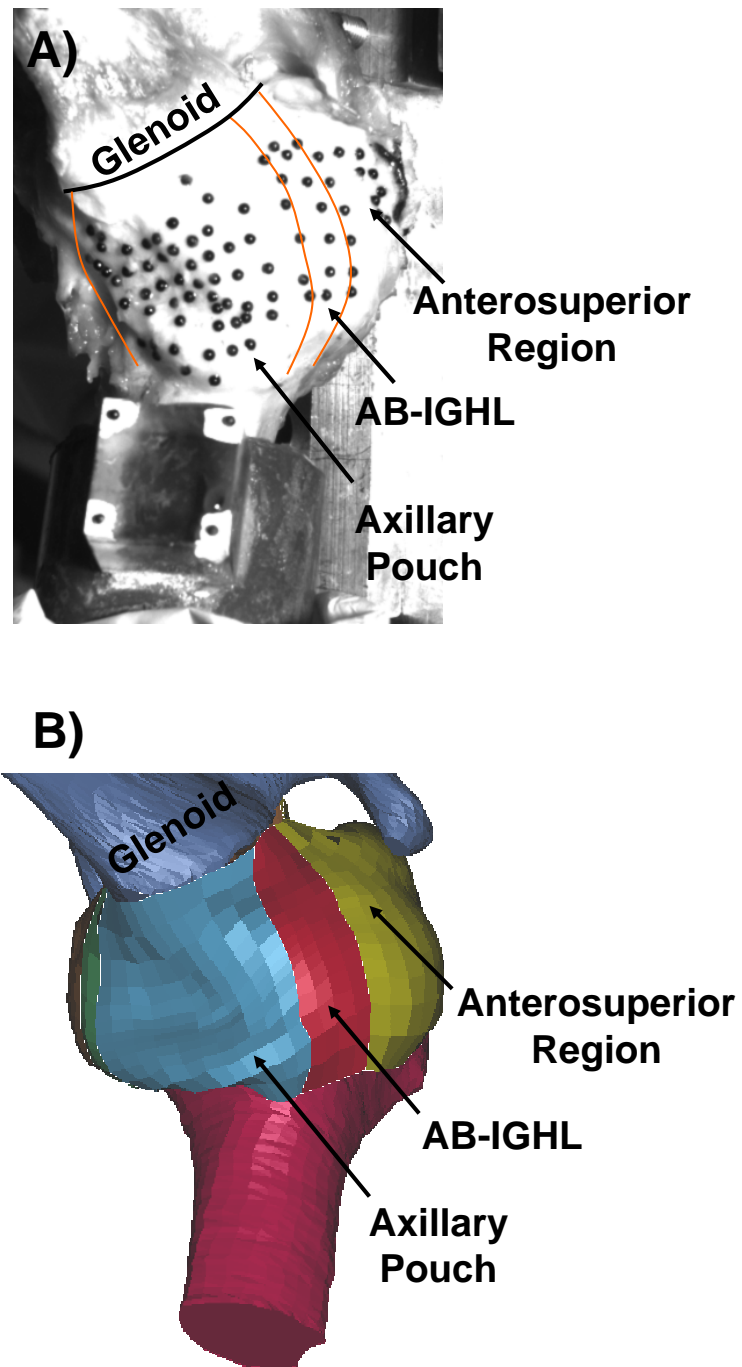 A)
Glenoid
Anterosuperior
Region
AB-IGHL
Axillary
Pouch
B)
Glenoid
Anterosuperior
Region
AB-IGHL
Axillary
Pouch